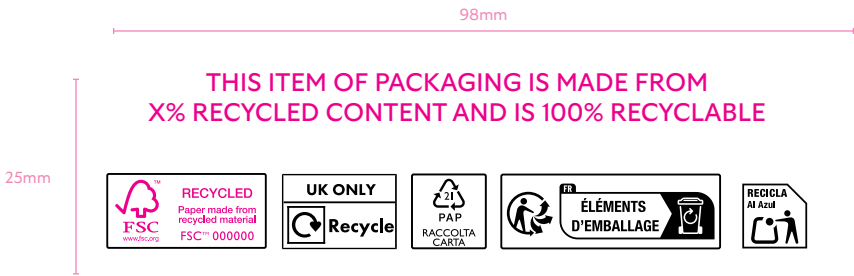 98mm
THIS ITEM OF PACKAGING IS MADE FROM
X% RECYCLED CONTENT AND IS 100% RECYCLABLE
25mm
FSC
www.fsc.org
™
RECYCLED
Paper made from
recycled material
FSC™ 000000
UK ONLY
Recycle
21
PAP
RACCOLTA
CARTA
FR
ÉLÉMENTS
D'EMBALLAGE
RECICLA
Al Azul